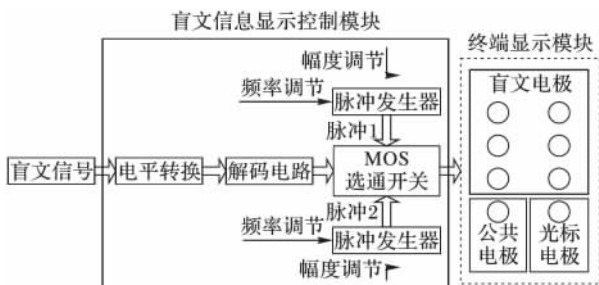 盲文信息显示控制模块
终端显示模块
幅度调节
盲文电极
频率调节
脉冲发生器
脉冲1
盲文信号
电平转换
解码电路
MOS
选通开关
脉冲2
频率调节
脉冲发生器
幅度调节
公共
电极
光标
电极